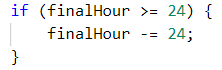 if (finalHour >= 24) {
    finalHour -= 24;
}